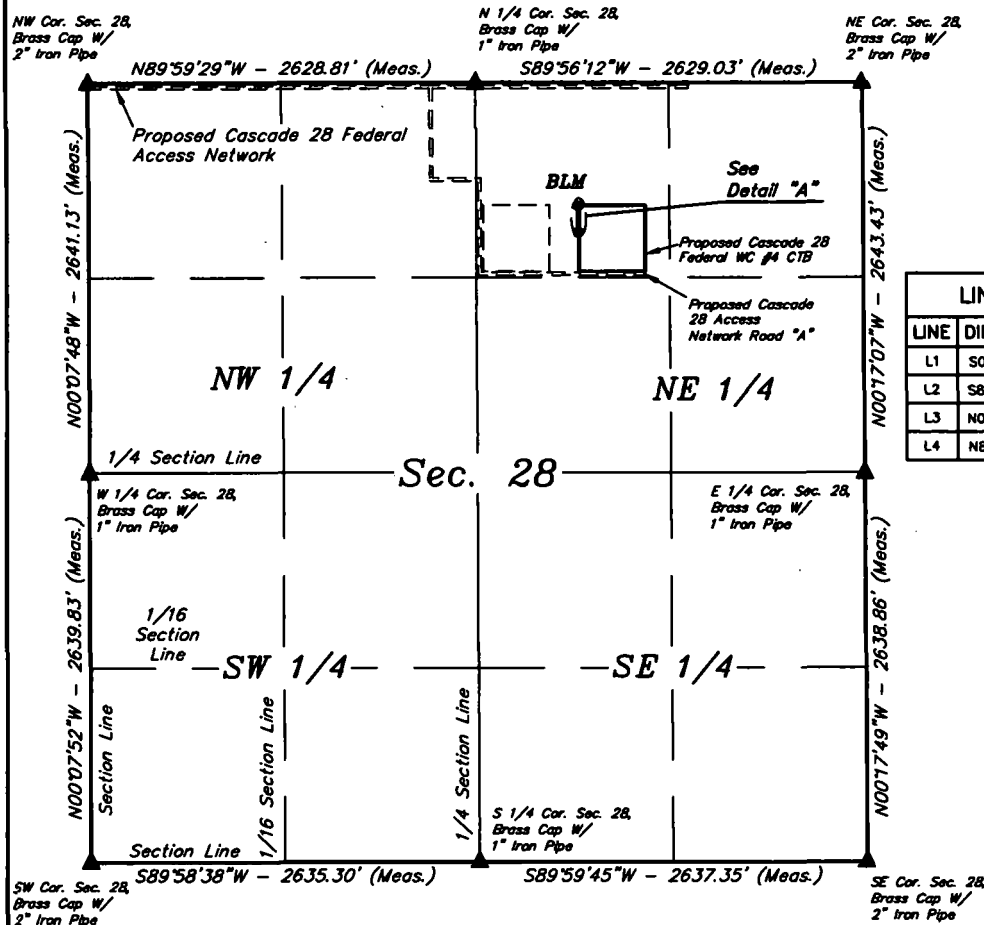 NW Cor. Sec. 28,
Brass Cap W/
2" Iron Pipe
N 1/4 Cor. Sec. 28,
Brass Cap W/
1" Iron Pipe
NE Cor. Sec. 28,
Brass Cap W/
2" Iron Pipe
N89°59'29"W - 2628.81' (Meas.)
S89°56'12"W - 2629.03' (Meas.)
Proposed Cascade 28 Federal
Access Network
N00°07'48"W - 2641.13' (Meas.)
BLM
See
Detail "A"
Proposed Cascade 28
Federal WC #4 CTB
Proposed Cascade
28 Access
Network Road "A"
N00°17'07"W - 2643.43' (Meas.)
LINE
L1
L2
L3
L4
NW 1/4
NE 1/4
1/4 Section Line
Sec. 28
W 1/4 Cor. Sec. 28,
Brass Cap W/
1" Iron Pipe
E 1/4 Cor. Sec. 28,
Brass Cap W/
1" Iron Pipe
N00°07'52"W - 2639.83' (Meas.)
1/16
Section
Line
SW 1/4
SE 1/4
N00°17'49"W - 2638.86' (Meas.)
Section Line
1/16 Section Line
1/4 Section Line
S 1/4 Cor. Sec. 28,
Brass Cap W/
1" Iron Pipe
Section Line
S89°58'38"W - 2635.30' (Meas.)
S89°59'45"W - 2637.35' (Meas.)
SW Cor. Sec. 28,
Brass Cap W/
2" Iron Pipe
SE Cor. Sec. 28,
Brass Cap W/
2" Iron Pipe